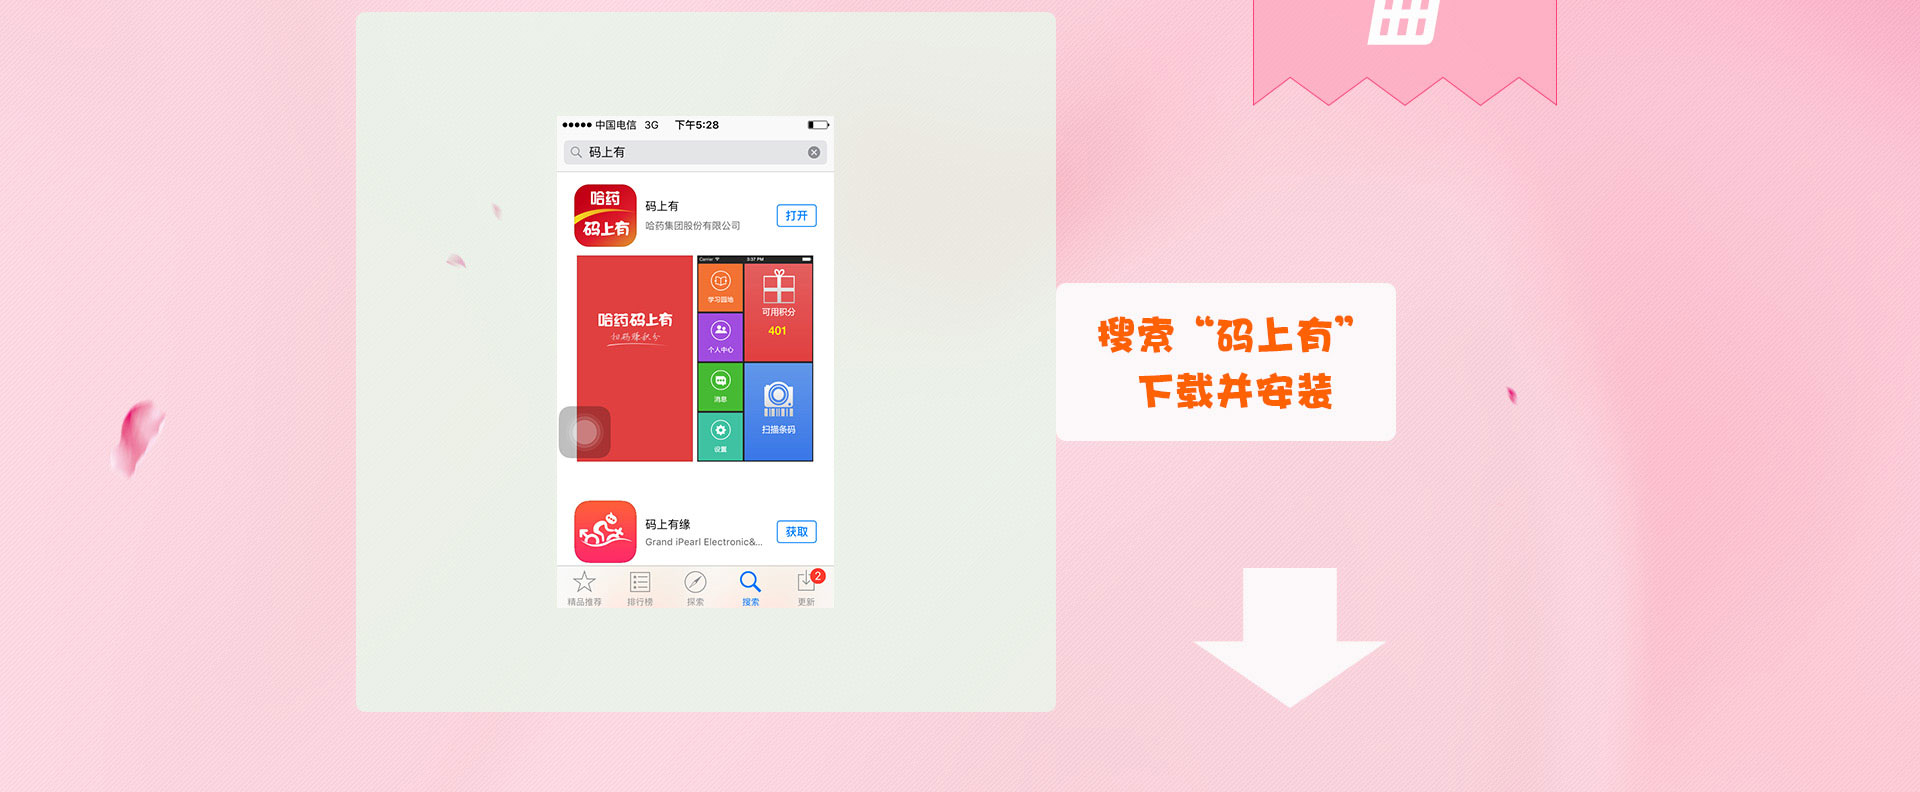 中国电信 3G 下午5:28
码上有
哈药
码上有
码上有
哈药集团股份有限公司
打开
哈药码上有
扫码赚积分
Carrier 3:37 PM
学习园地
可用积分
401
个人中心
消息
扫描条码
设置
码上有缘
Grand iPearl Electronic&...
获取
2
精品推荐 排行榜 探索 搜索 更新
搜索“码上有”
下载并安装